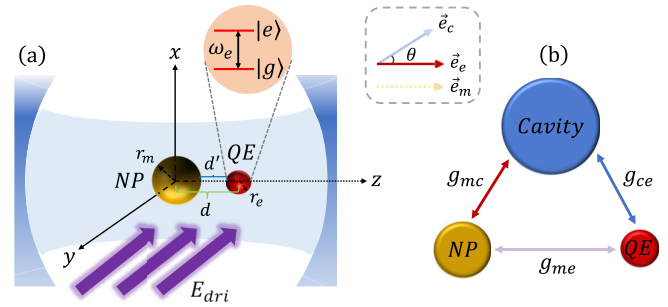 (a)
x
ω_e
|e⟩
|g⟩
r_m
d′
QE
NP
z
d
r_e
y
E_dri
e⃗_c
θ
e⃗_e
e⃗_m
(b)
Cavity
g_mc
g_ce
NP
QE
g_me